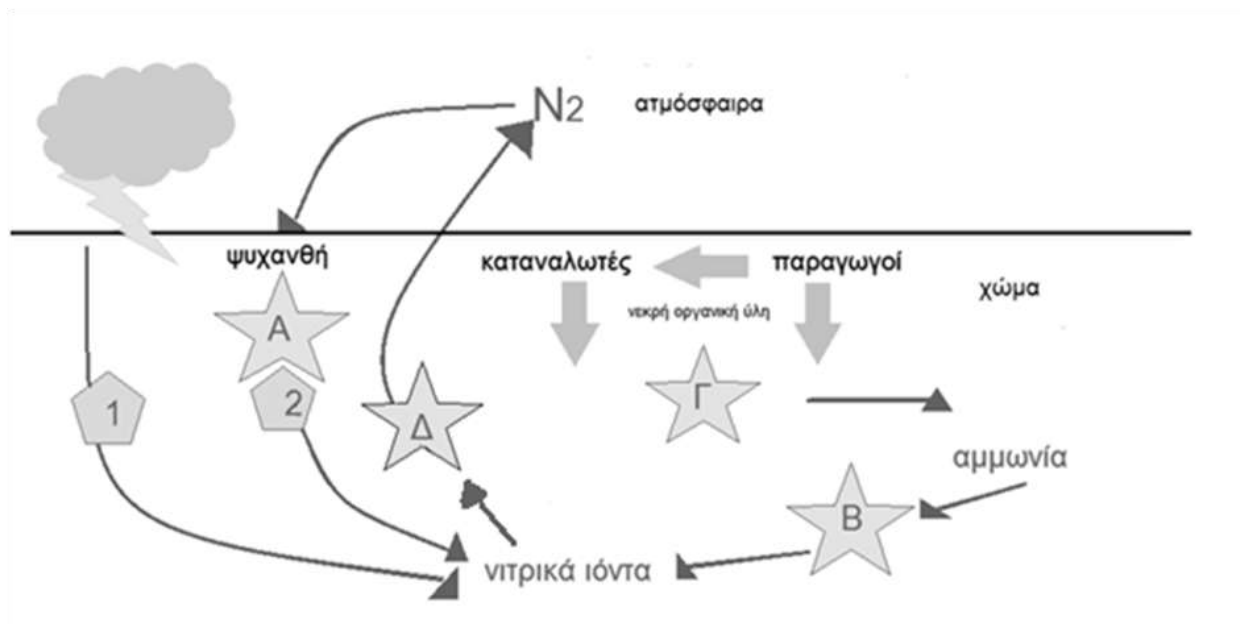 N2
ατμόσφαιρα
ψυχανθή
καταναλωτές
παραγωγοί
χώμα
νεκρή οργανική ύλη
Α
1
2
Δ
Γ
αμμωνία
Β
νιτρικά ιόντα